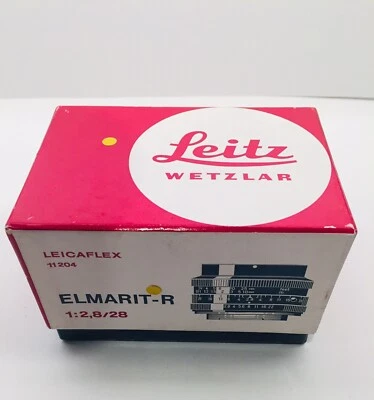 Leitz
WETZLAR
LEICAFLEX
11204
ELMARIT-R
1:2,8/28